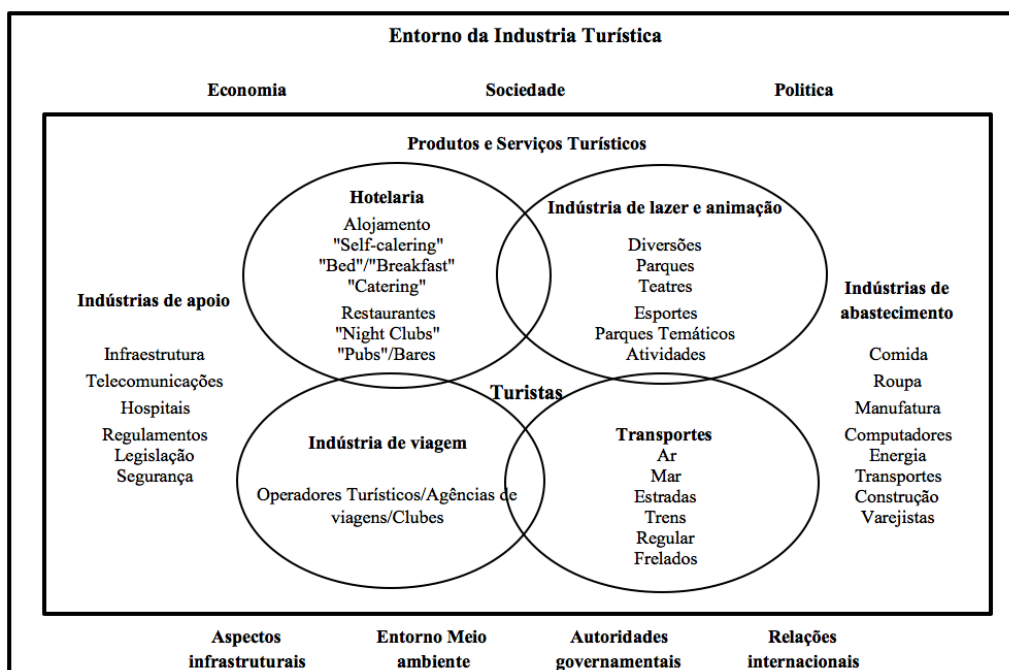 Entorno da Industria Turística
Economia
Sociedade
Politica
Produtos e Serviços Turísticos
Hotelaria
Alojamento
"Self-calering"
"Bed"/"Breakfast"
"Catering"
Restaurantes
"Night Clubs"
"Pubs"/Bares
Indústria de lazer e animação
Diversões
Parques
Teatres
Esportes
Parques Temáticos
Atividades
Indústrias de apoio
Infraestrutura
Telecomunicações
Hospitais
Regulamentos
Legislação
Segurança
Turistas
Indústrias de
abastecimento
Comida
Roupa
Manufatura
Computadores
Energia
Transportes
Construção
Varejistas
Indústria de viagem
Operadores Turísticos/Agências de
viagens/Clubes
Transportes
Ar
Mar
Estradas
Trens
Regular
Frelados
Aspectos
infrastruturais
Entorno Meio
ambiente
Autoridades
governamentais
Relações
internacionais